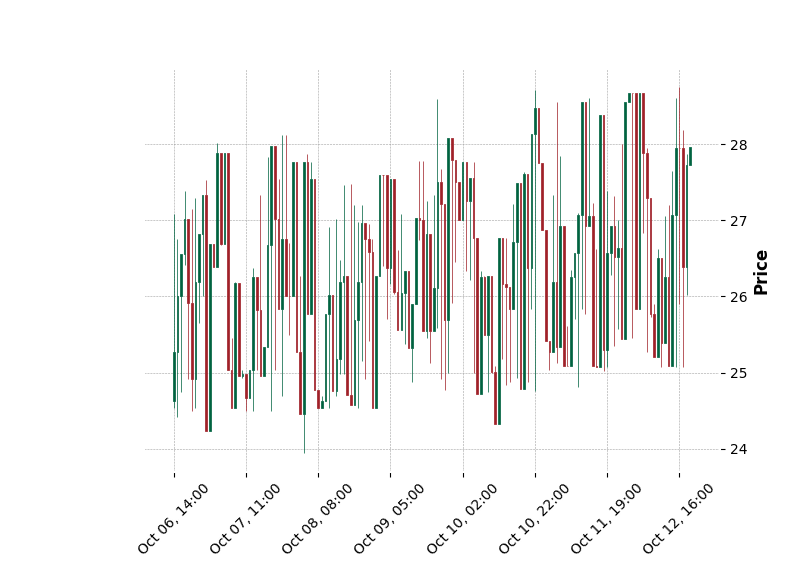 28
27
26
25
24
Price
Oct 06, 14:00
Oct 07, 11:00
Oct 08, 08:00
Oct 09, 05:00
Oct 10, 02:00
Oct 10, 22:00
Oct 11, 19:00
Oct 12, 16:00